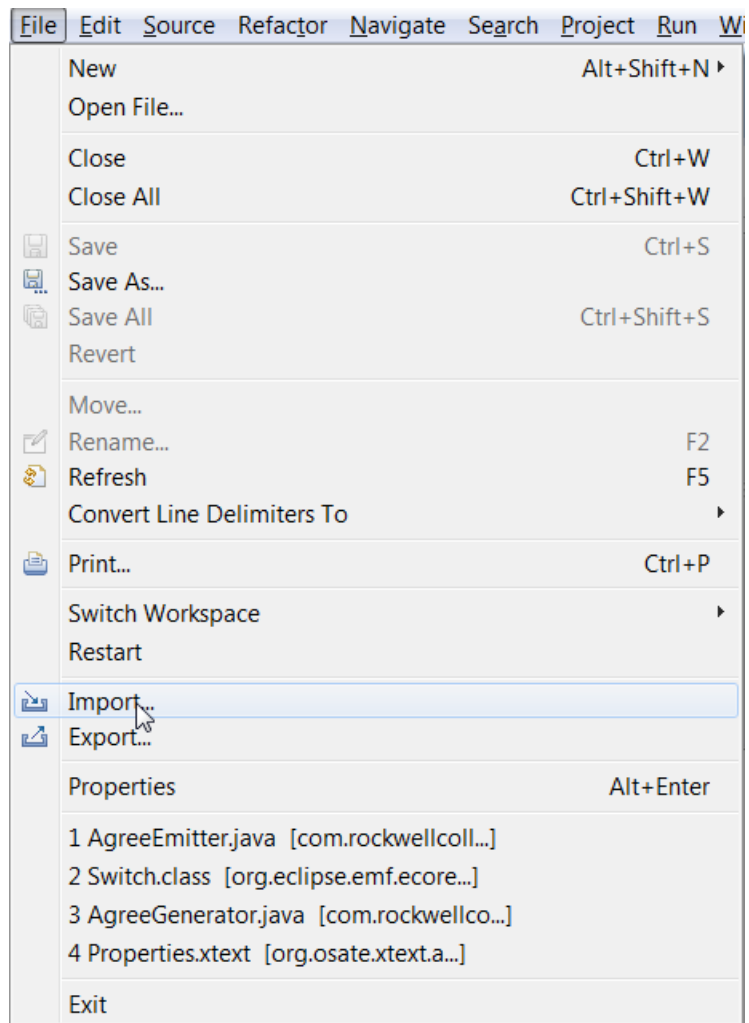 File Edit Source Refactor Navigate Search Project Run
New Alt+Shift+N
Open File...
Close Ctrl+W
Close All Ctrl+Shift+W
Save Ctrl+S
Save As...
Save All Ctrl+Shift+S
Revert
Move...
Rename... F2
Refresh F5
Convert Line Delimiters To
Print... Ctrl+P
Switch Workspace
Restart
Import...
Export...
Properties Alt+Enter
1 AgreeEmitter.java [com.rockwellcoll...]
2 Switch.class [org.eclipse.emf.ecore...]
3 AgreeGenerator.java [com.rockwellco...]
4 Properties.xtext [org.osate.xtext.a...]
Exit